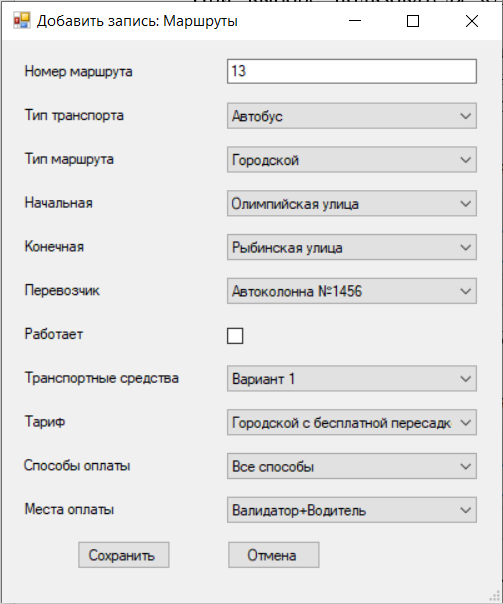 Добавить запись: Маршруты
Номер маршрута 13
Тип транспорта Автобус
Тип маршрута Городской
Начальная Олимпийская улица
Конечная Рыбинская улица
Перевозчик Автоколонна №1456
Работает
Транспортные средства Вариант 1
Тариф Городской с бесплатной пересадк
Способы оплаты Все способы
Места оплаты Валидатор+Водитель
Сохранить Отмена